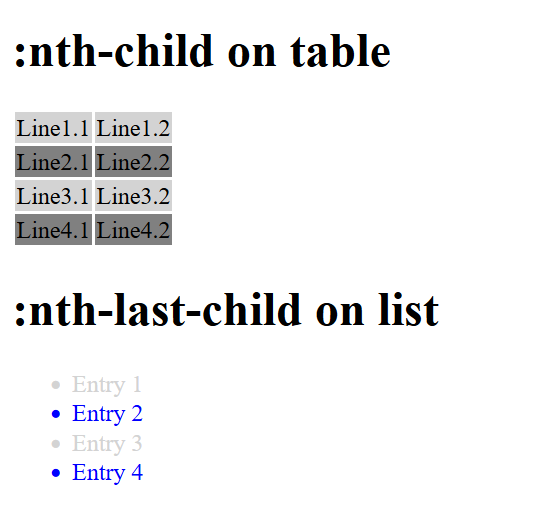 :nth-child on table
Line1.1 Line1.2
Line2.1 Line2.2
Line3.1 Line3.2
Line4.1 Line4.2
:nth-last-child on list
Entry 1
Entry 2
Entry 3
Entry 4